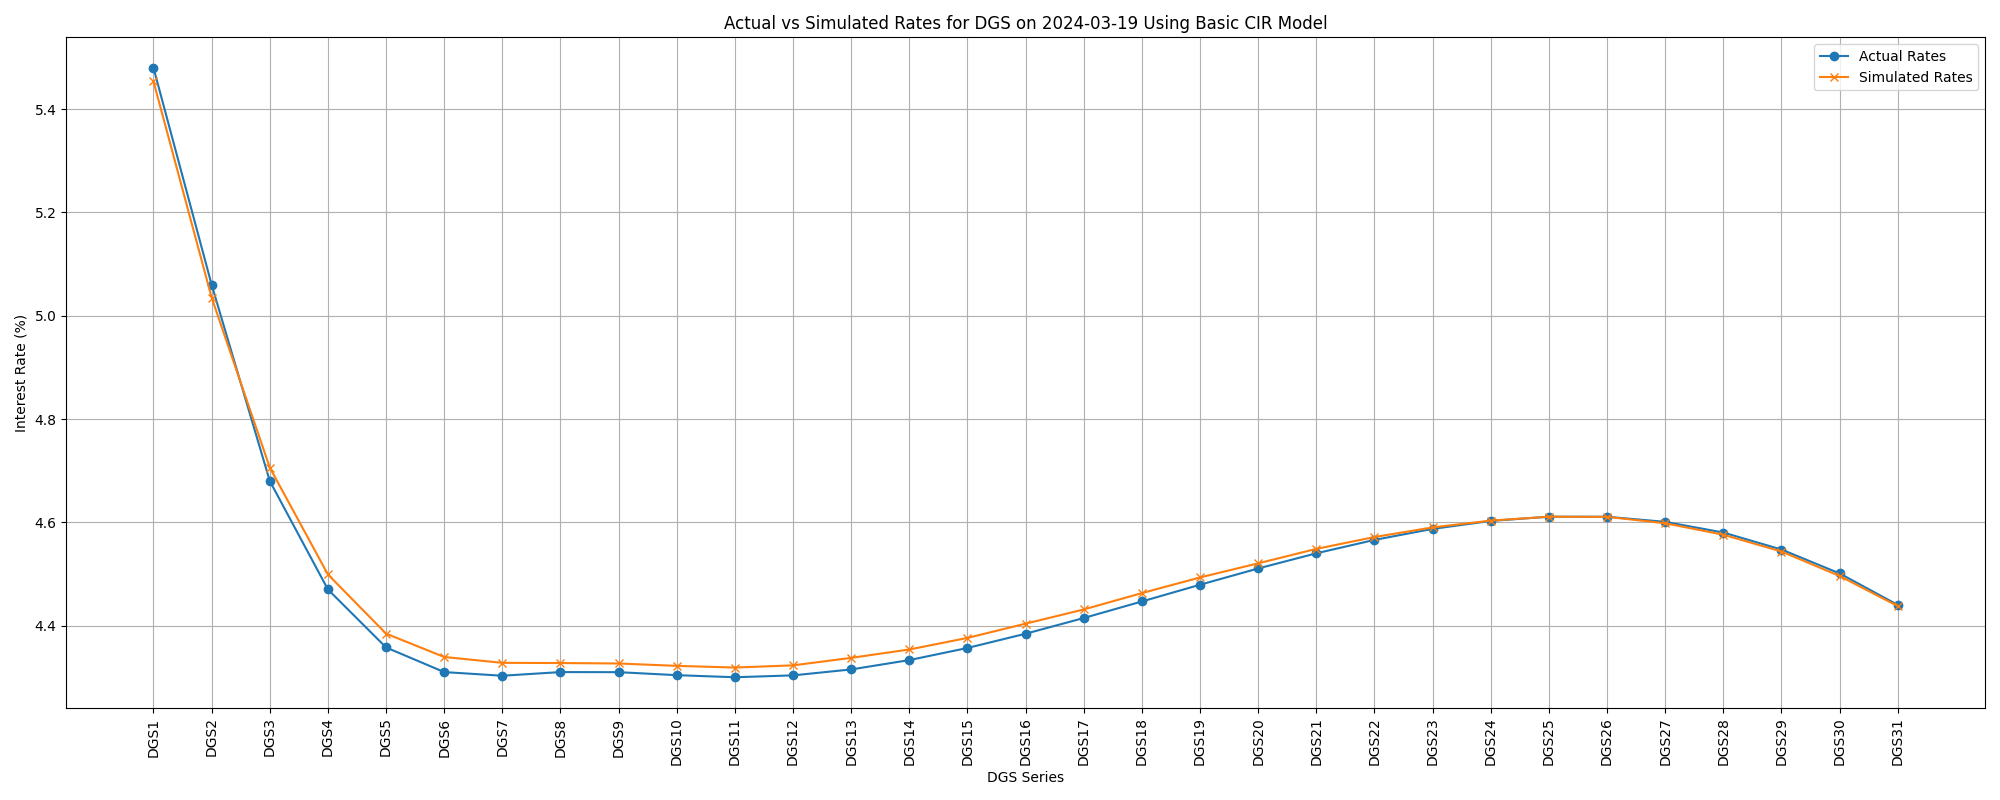 Actual vs Simulated Rates for DGS on 2024-03-19 Using Basic CIR Model
Actual Rates
Simulated Rates
Interest Rate (%)
5.4
5.2
5.0
4.8
4.6
4.4
DGS1
DGS2
DGS3
DGS4
DGS5
DGS6
DGS7
DGS8
DGS9
DGS10
DGS11
DGS12
DGS13
DGS14
DGS15
DGS16
DGS17
DGS18
DGS19
DGS20
DGS21
DGS22
DGS23
DGS24
DGS25
DGS26
DGS27
DGS28
DGS29
DGS30
DGS31
DGS Series